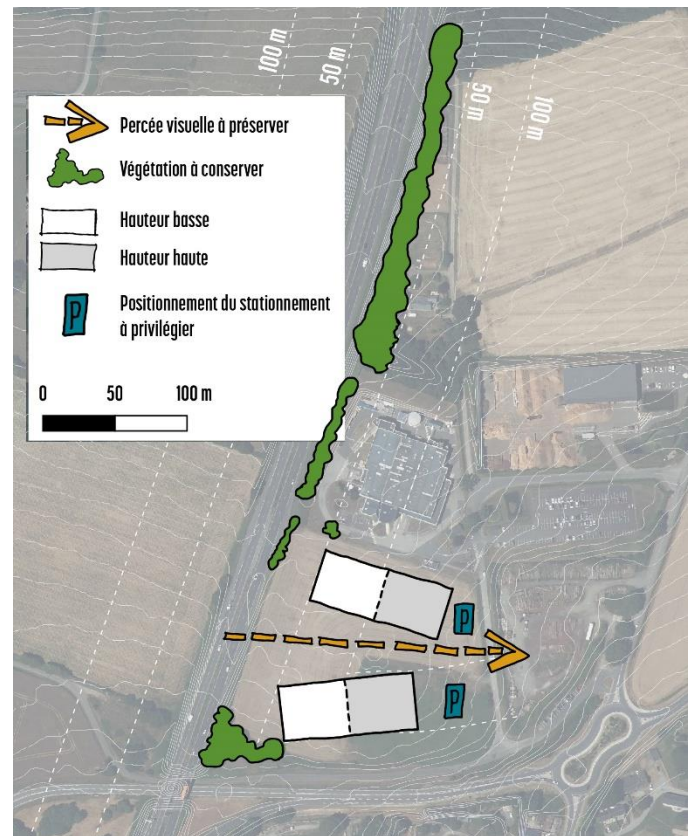 100 m
50 m
50 m
100 m
Percée visuelle à préserver
Végétation à conserver
Hauteur basse
Hauteur haute
P
Positionnement du stationnement
à privilégier
0 50 100 m
P
P